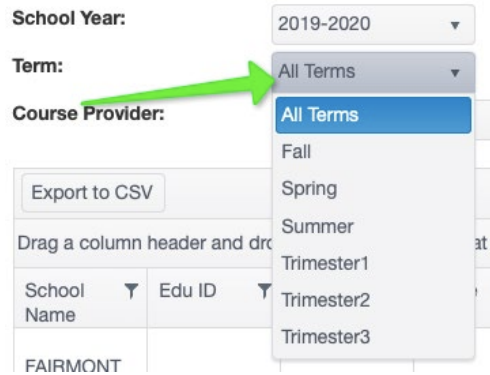 School Year:
2019-2020
Term:
All Terms
Course Provider:
All Terms
Fall
Spring
Summer
Trimester1
Trimester2
Trimester3
Export to CSV
Drag a column header and
School Name
Edu ID
FAIRMONT